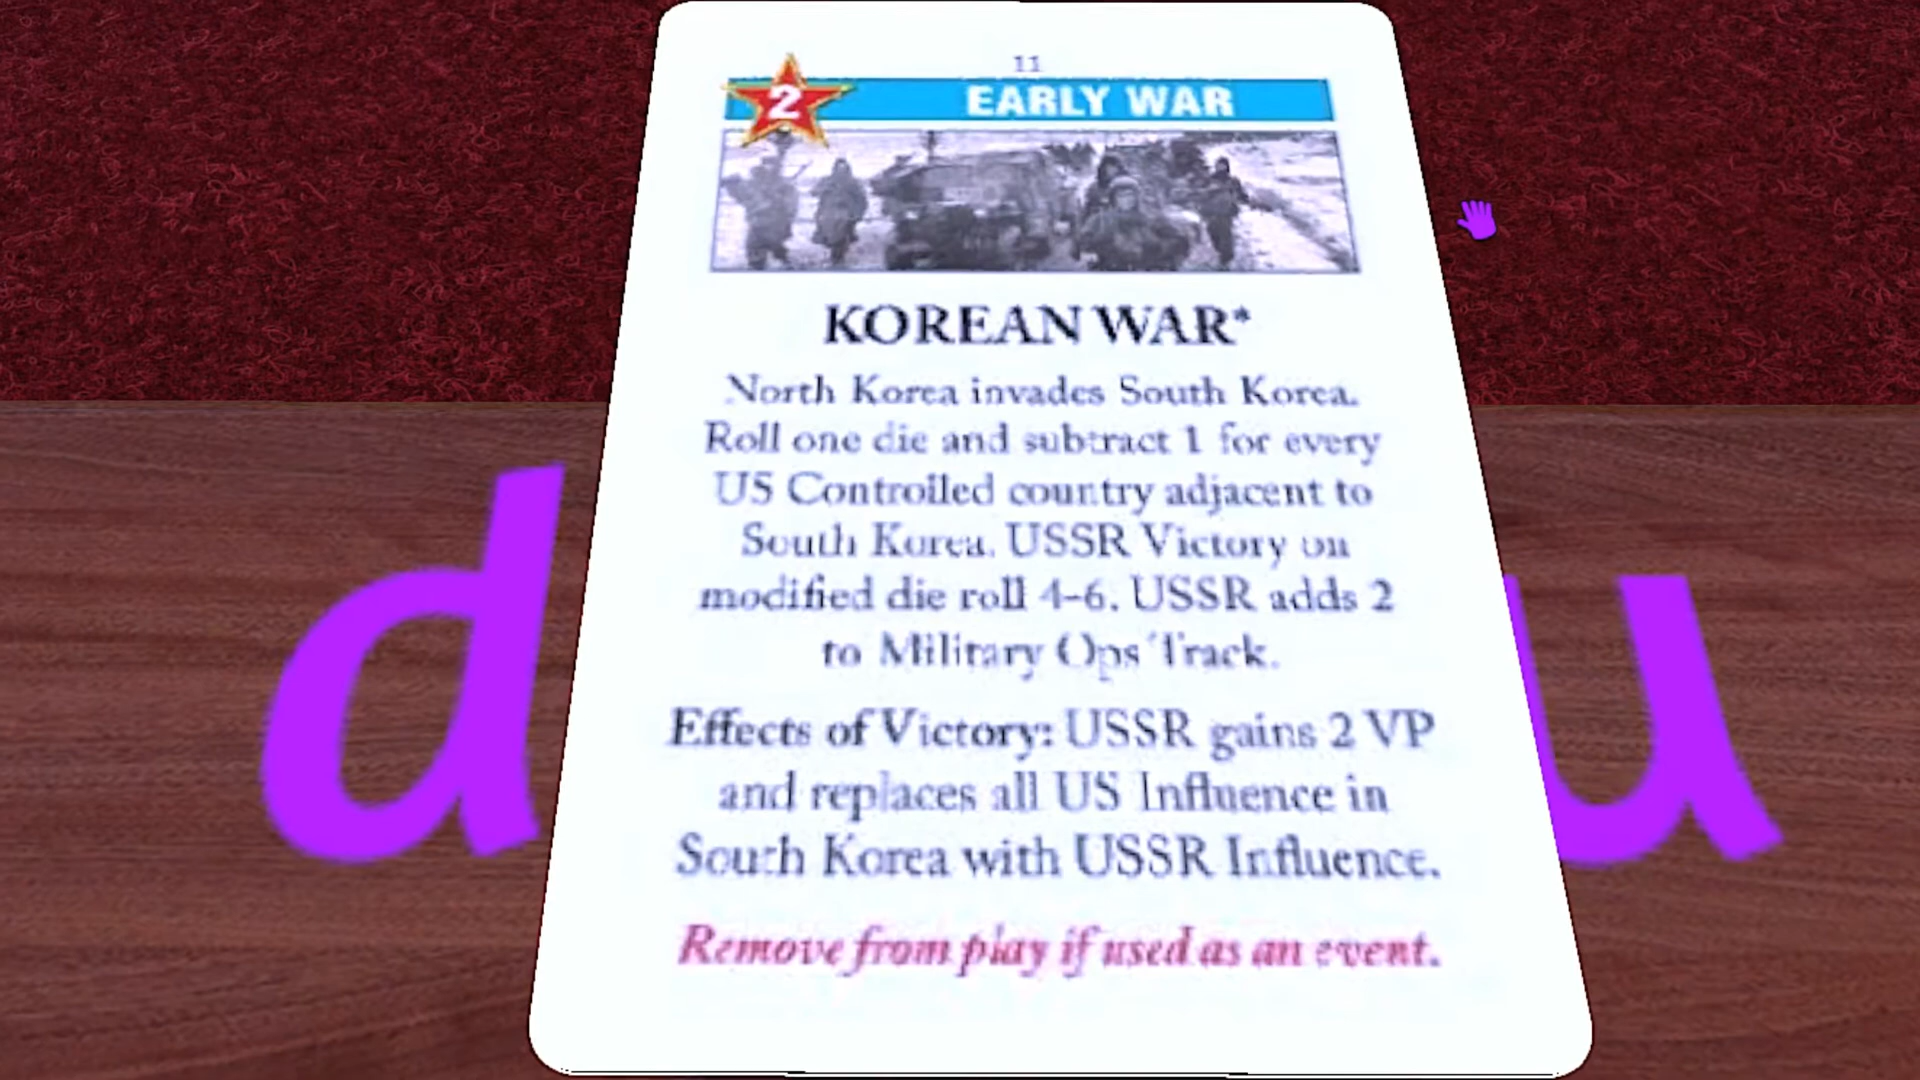 11
2
EARLY WAR
KOREAN WAR*
North Korea invades South Korea.
Roll one die and subtract 1 for every
US Controlled country adjacent to
South Korea. USSR Victory on
modified die roll 4-6. USSR adds 2
to Military Ops Track.
Effects of Victory: USSR gains 2 VP
and replaces all US Influence in
South Korea with USSR Influence.
Remove from play if used as an event.
d
u